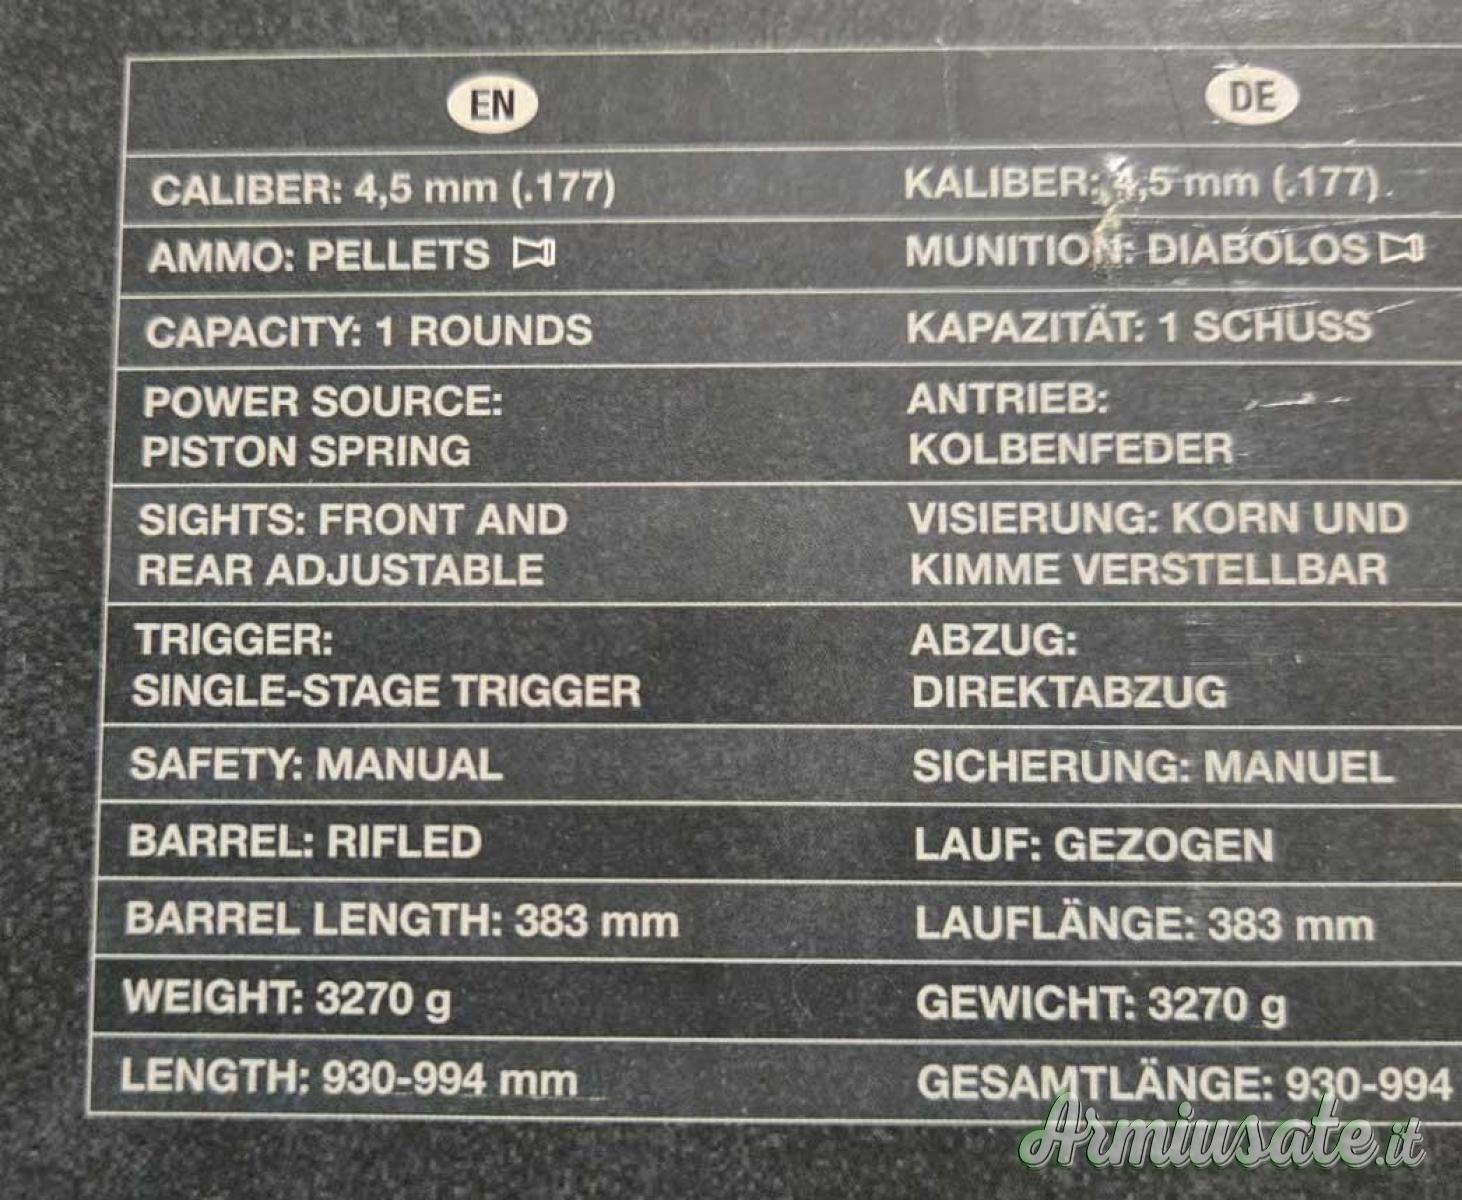 EN
CALIBER: 4,5 mm (.177)
AMMO: PELLETS
CAPACITY: 1 ROUNDS
POWER SOURCE:
PISTON SPRING
SIGHTS: FRONT AND
REAR ADJUSTABLE
TRIGGER:
SINGLE-STAGE TRIGGER
SAFETY: MANUAL
BARREL: RIFLED
BARREL LENGTH: 383 mm
WEIGHT: 3270 g
LENGTH: 930-994 mm
DE
KALIBER: 4,5 mm (.177)
MUNITION: DIABOLOS
KAPAZITÄT: 1 SCHUSS
ANTRIEB:
KOLBENFEDER
VISIERUNG: KORN UND
KIMME VERSTELLBAR
ABZUG:
DIREKTABZUG
SICHERUNG: MANUEL
LAUF: GEZOGEN
LAUFLÄNGE: 383 mm
GEWICHT: 3270 g
GESAMTLÄNGE: 930-994
Armiusate.it